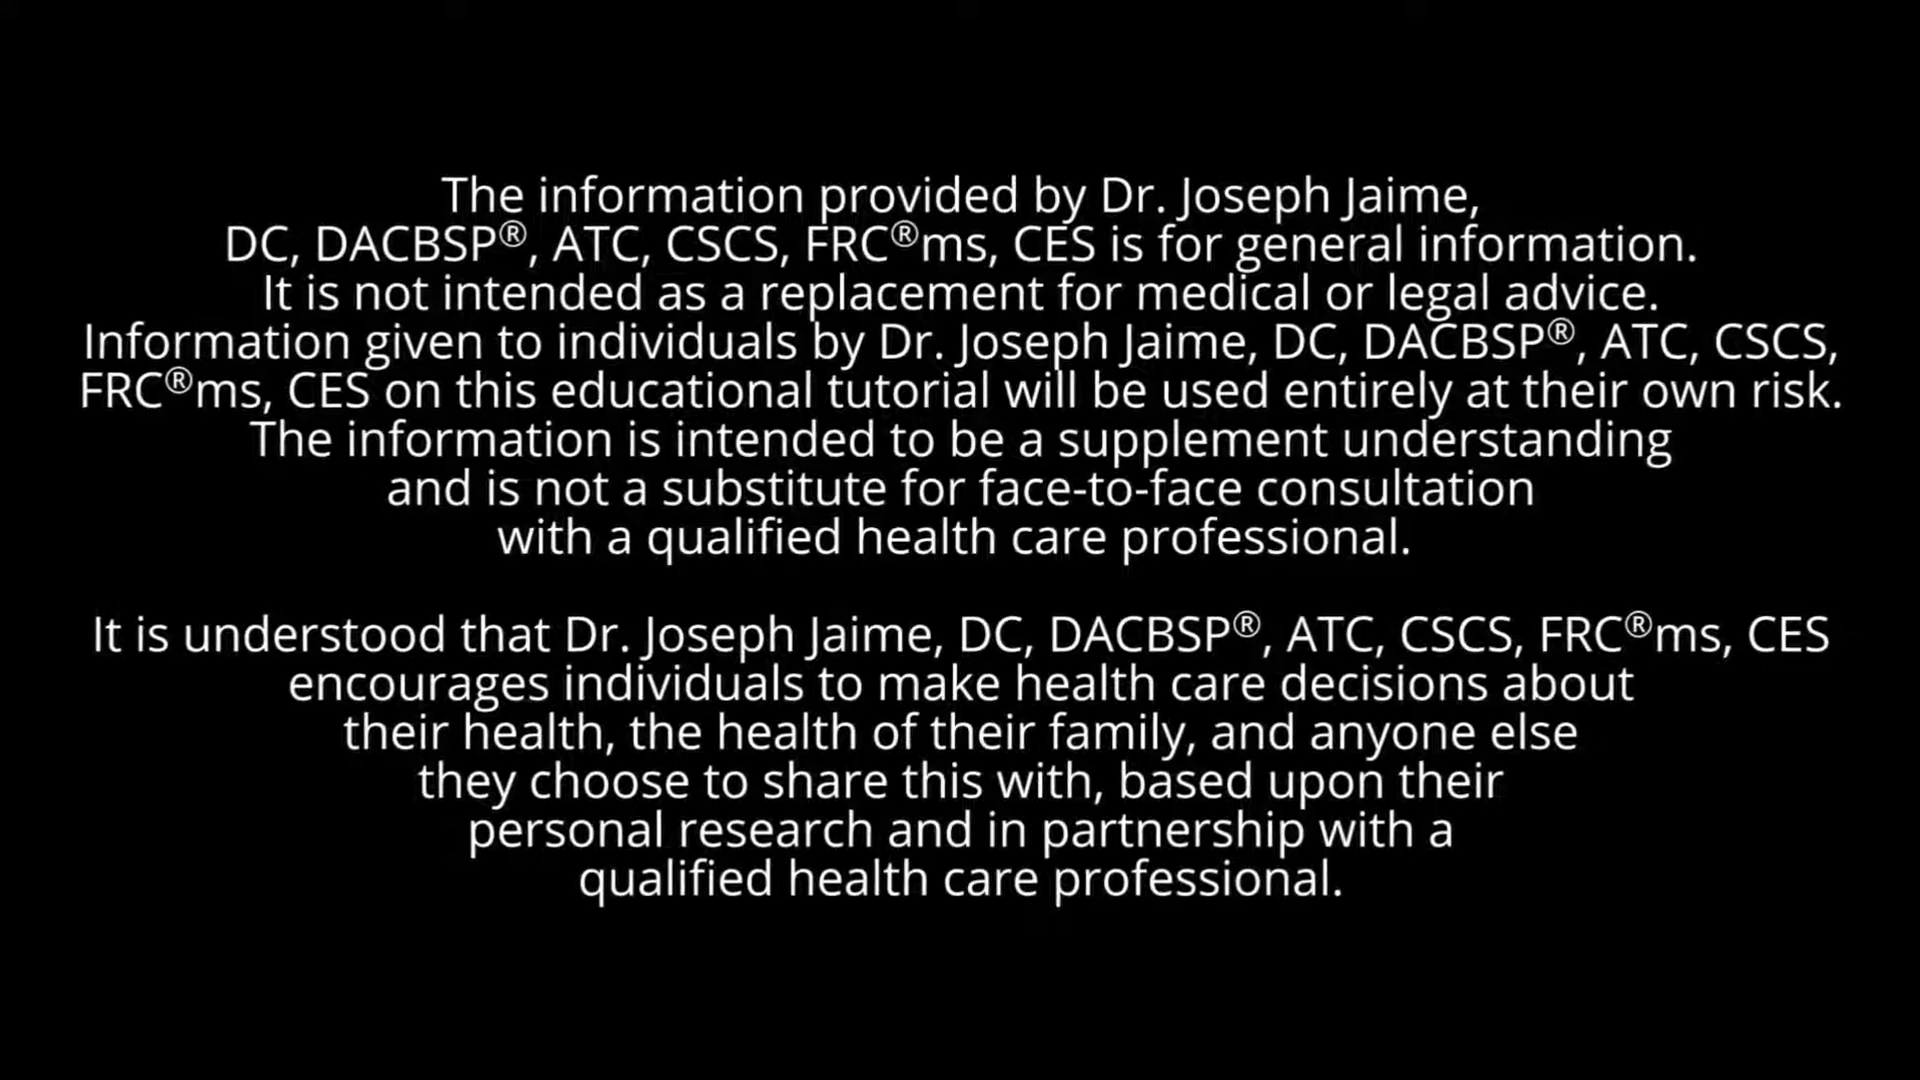 The information provided by Dr. Joseph Jaime,
DC, DACBSP®, ATC, CSCS, FRC®ms, CES is for general information.
It is not intended as a replacement for medical or legal advice.
Information given to individuals by Dr. Joseph Jaime, DC, DACBSP®, ATC, CSCS,
FRC®ms, CES on this educational tutorial will be used entirely at their own risk.
The information is intended to be a supplement understanding
and is not a substitute for face-to-face consultation
with a qualified health care professional.
It is understood that Dr. Joseph Jaime, DC, DACBSP®, ATC, CSCS, FRC®ms, CES
encourages individuals to make health care decisions about
their health, the health of their family, and anyone else
they choose to share this with, based upon their
personal research and in partnership with a
qualified health care professional.